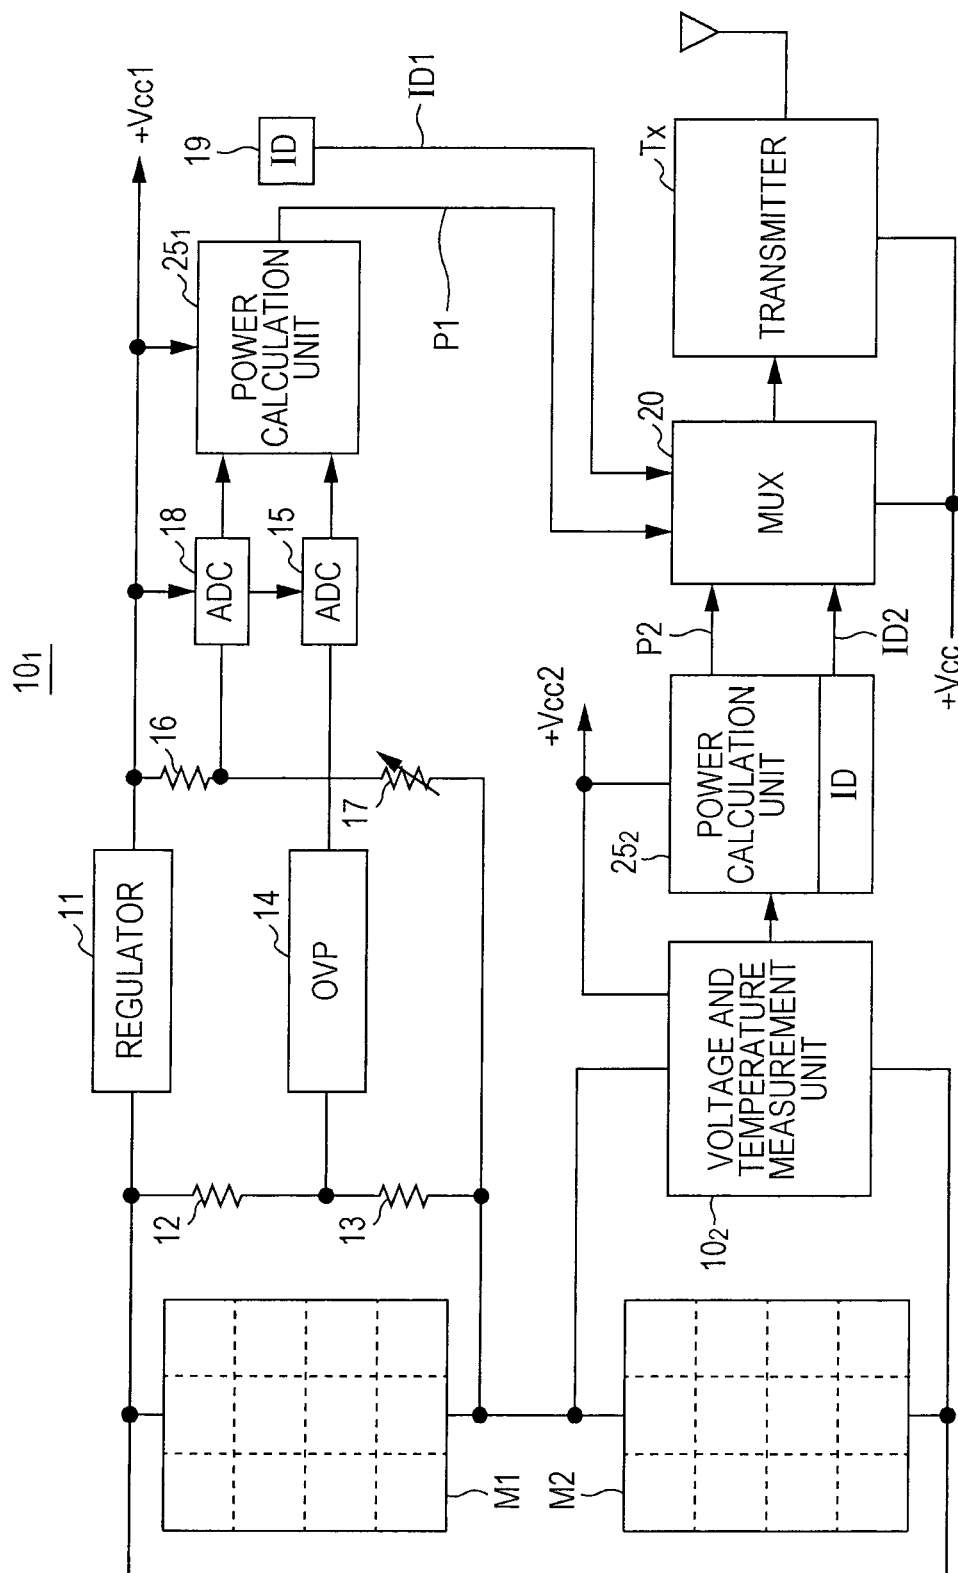 10₁
+Vcc1
11
REGULATOR
16
18
ADC
25₁
POWER
CALCULATION
UNIT
19
ID
ID1
12
14
OVP
15
ADC
13
17
P1
M1
+Vcc2
Tx
TRANSMITTER
20
MUX
M2
10₂
VOLTAGE AND
TEMPERATURE
MEASUREMENT
UNIT
25₂
POWER
CALCULATION
UNIT
ID
P2
ID2
+Vcc